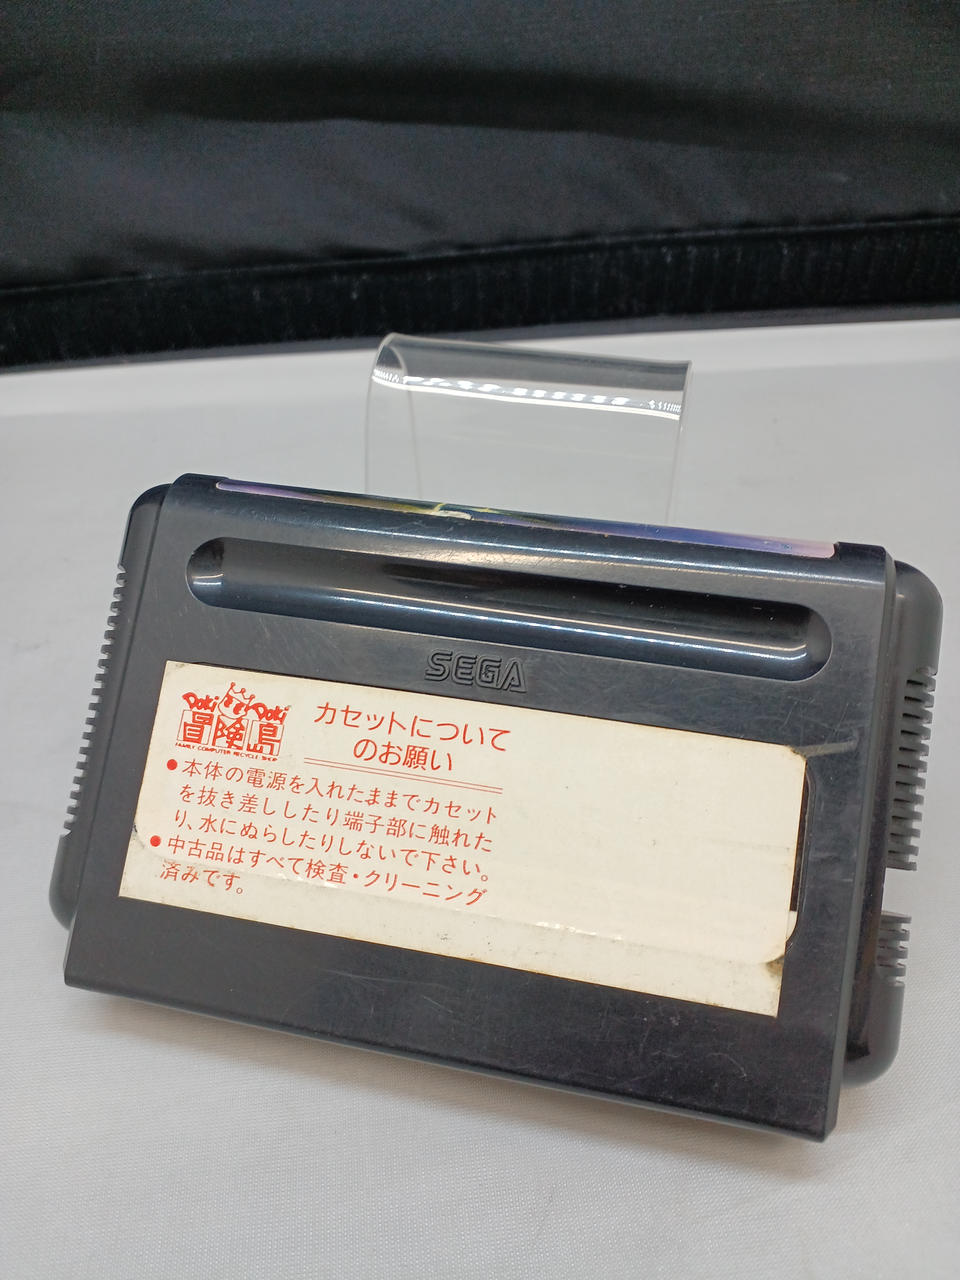 SEGA
Doki Doki
冒険島
FAMILY COMPUTER RECYCLE SHOP
カセットについて
のお願い
●本体の電源を入れたままでカセット
を抜き差ししたり端子部に触れた
り、水にぬらしたりしないで下さい。
●中古品はすべて検査・クリーニング
済みです。